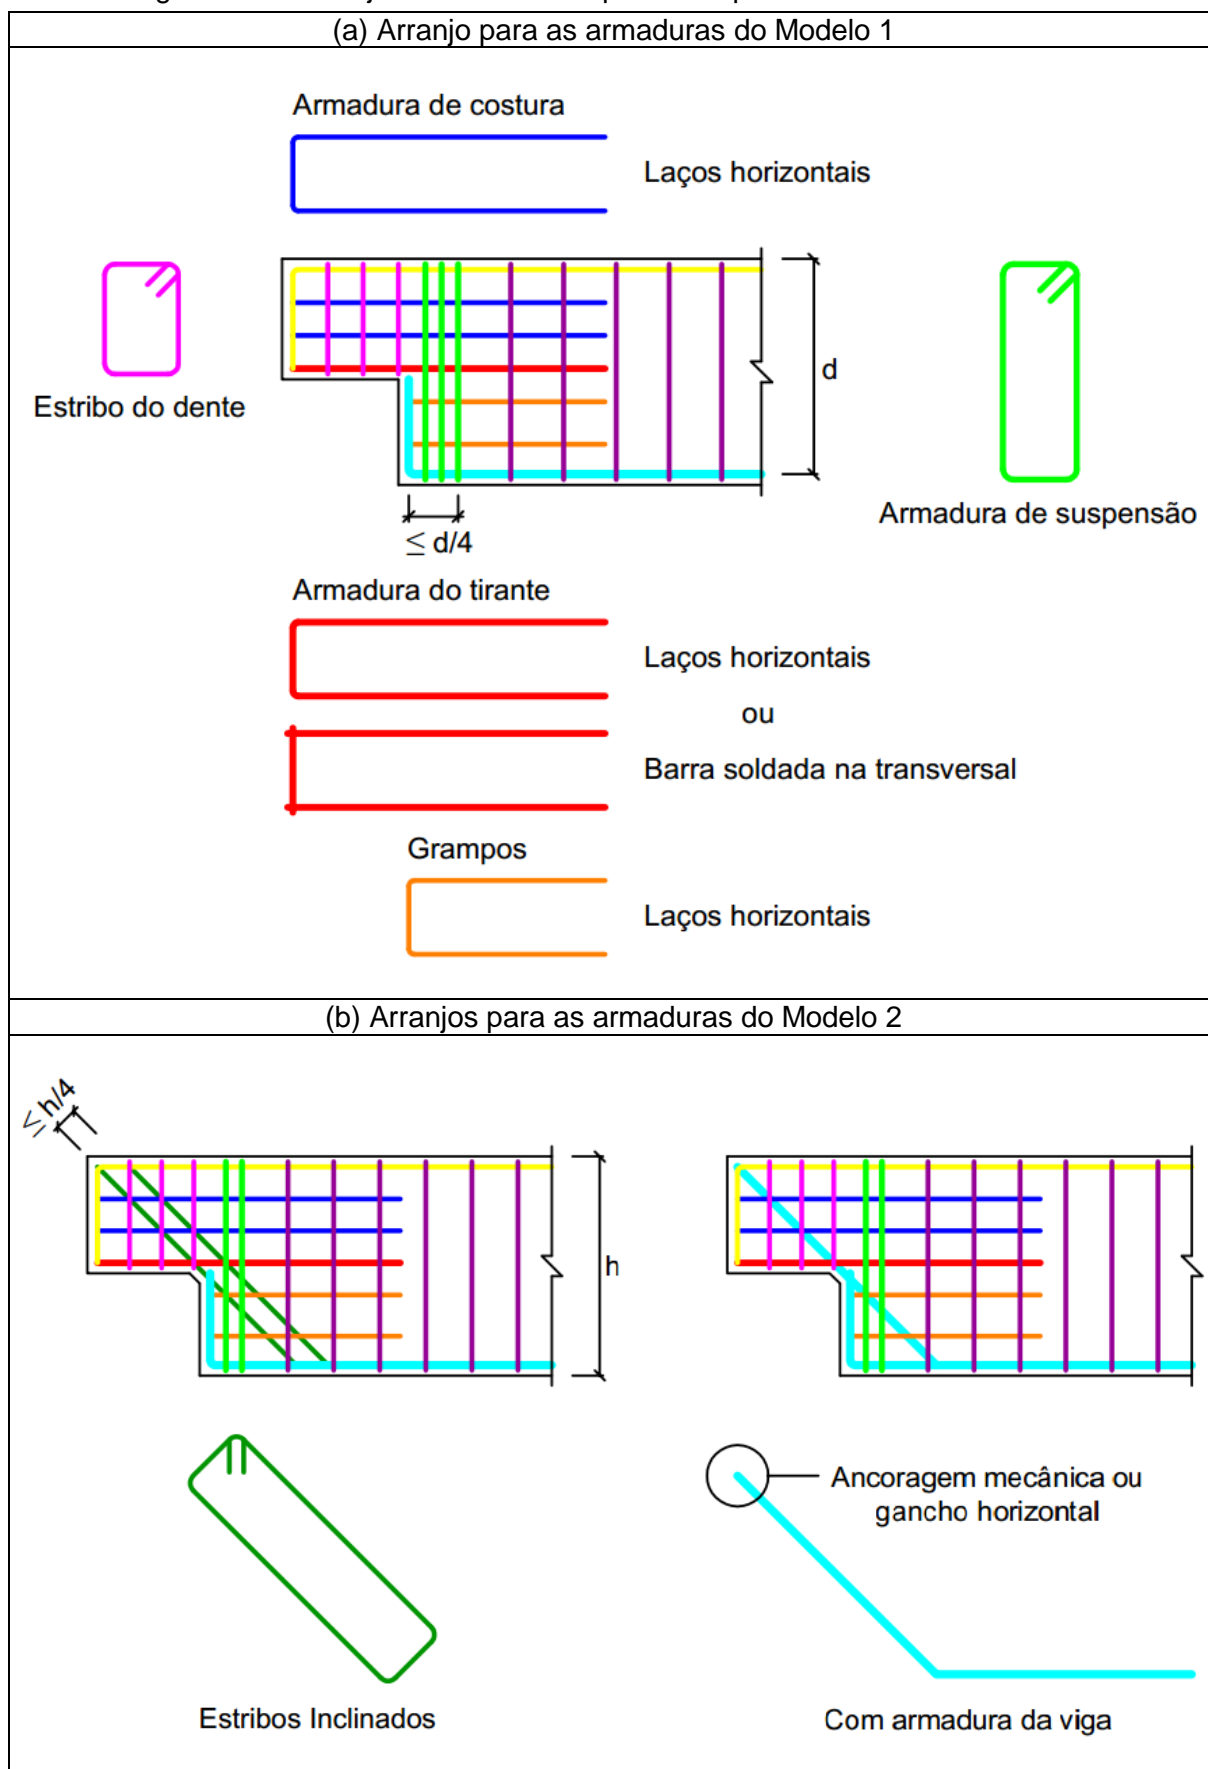 (a) Arranjo para as armaduras do Modelo 1
Armadura de costura
Laços horizontais
Estribo do dente
d
≤ d/4
Armadura de suspensão
Armadura do tirante
Laços horizontais
ou
Barra soldada na transversal
Grampos
Laços horizontais
(b) Arranjos para as armaduras do Modelo 2
≤ h/4
h
Ancoragem mecânica ou
gancho horizontal
Estribos Inclinados
Com armadura da viga